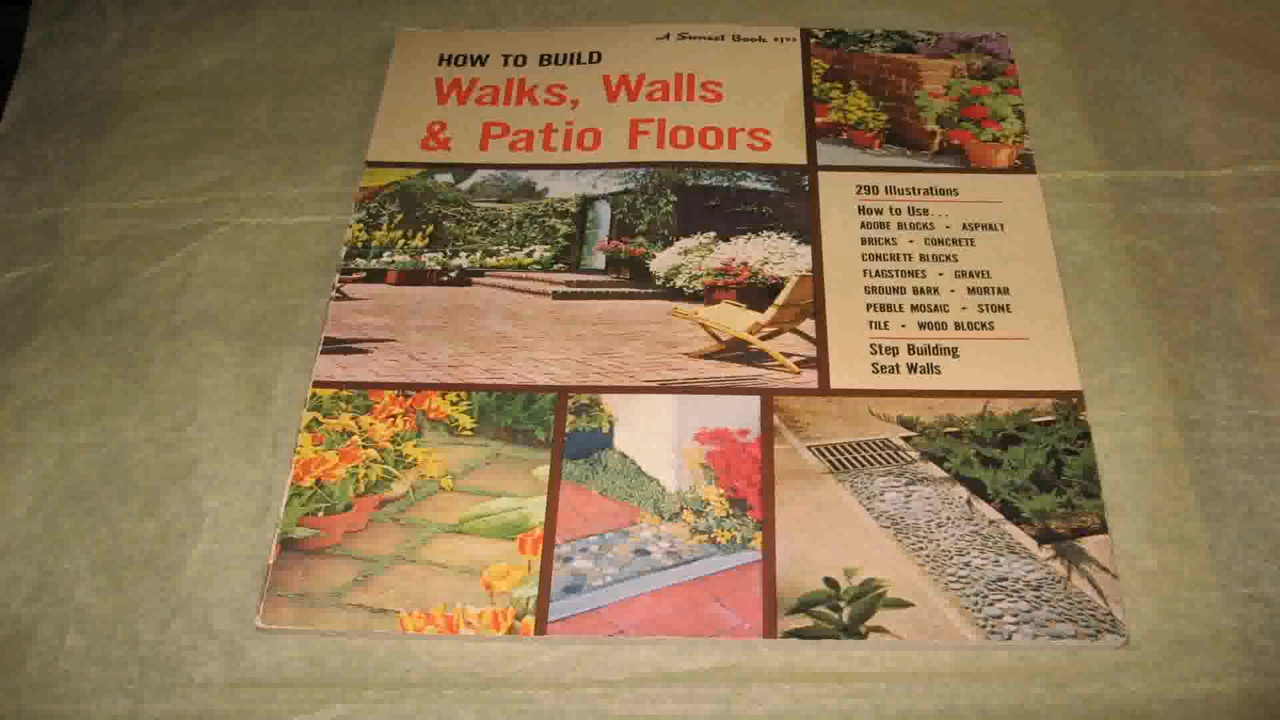 A Sunset Book
HOW TO BUILD
Walks, Walls
& Patio Floors
290 Illustrations
How to Use...
ADOBE BLOCKS - ASPHALT
BRICKS - CONCRETE
CONCRETE BLOCKS
FLAGSTONES - GRAVEL
GROUND BARK - MORTAR
PEBBLE MOSAIC - STONE
TILE - WOOD BLOCKS
Step Building
Seat Walls